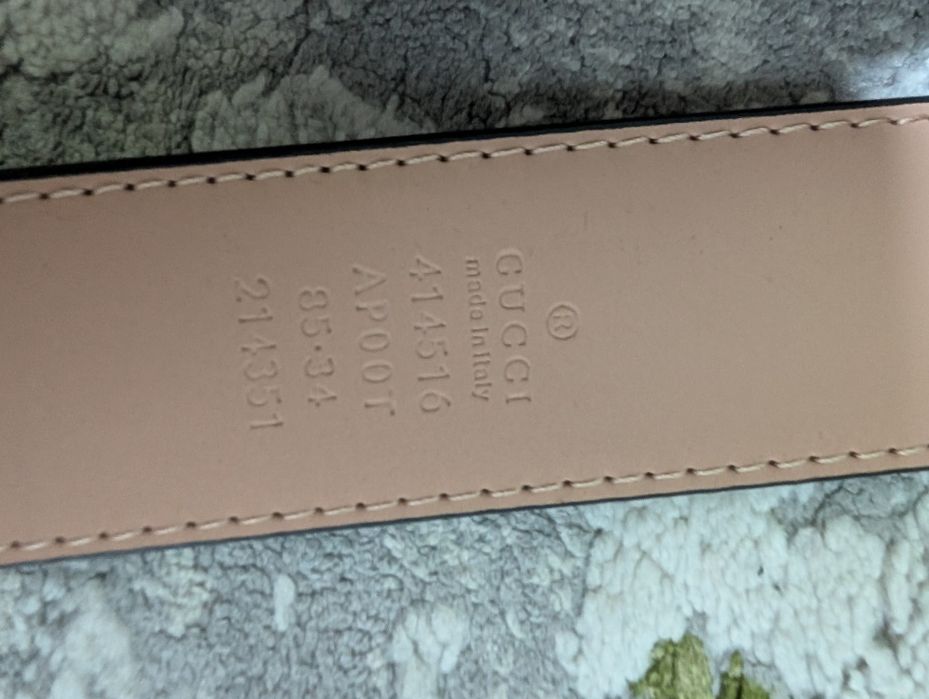 ®
GUCCI
made in Italy
414516
AP00T
85·34
214351